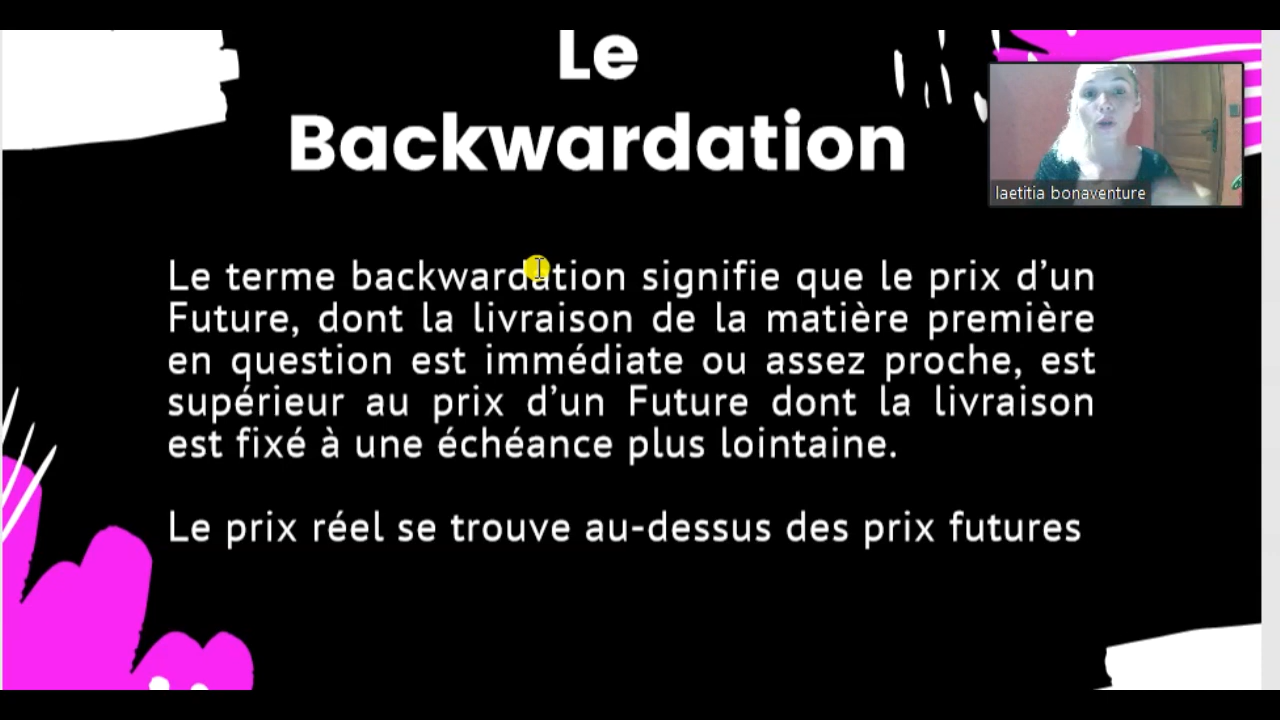 Le
Backwardation
laetitia bonaventure
Le terme backwardation signifie que le prix d’un
Future, dont la livraison de la matière première
en question est immédiate ou assez proche, est
supérieur au prix d’un Future dont la livraison
est fixé à une échéance plus lointaine.
Le prix réel se trouve au-dessus des prix futures